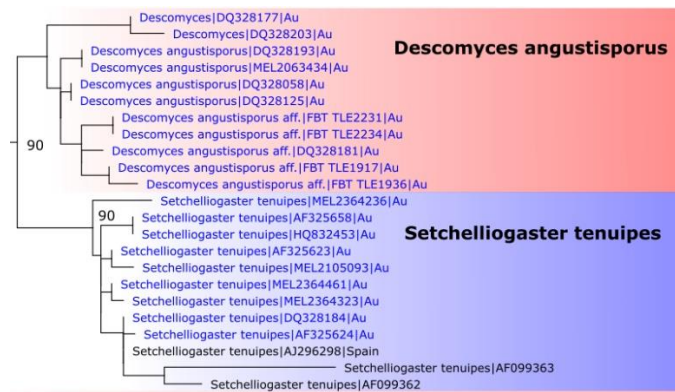 Descomyces|DQ328177|Au
Descomyces|DQ328203|Au
Descomyces angustisporus|DQ328193|Au
Descomyces angustisporus
Descomyces angustisporus|MEL2063434|Au
Descomyces angustisporus|DQ328058|Au
Descomyces angustisporus|DQ328125|Au
Descomyces angustisporus aff.|FBT TLE2231|Au
Descomyces angustisporus aff.|FBT TLE2234|Au
90
Descomyces angustisporus aff.|DQ328181|Au
Descomyces angustisporus aff.|FBT TLE1917|Au
Descomyces angustisporus aff.|FBT TLE1936|Au
Setchelliogaster tenuipes|MEL2364236|Au
90
Setchelliogaster tenuipes|AF325658|Au
Setchelliogaster tenuipes|HQ832453|Au
Setchelliogaster tenuipes
Setchelliogaster tenuipes|AF325623|Au
Setchelliogaster tenuipes|MEL2105093|Au
Setchelliogaster tenuipes|MEL2364461|Au
Setchelliogaster tenuipes|MEL2364323|Au
Setchelliogaster tenuipes|DQ328184|Au
Setchelliogaster tenuipes|AF325624|Au
Setchelliogaster tenuipes|AJ296298|Spain
Setchelliogaster tenuipes|AF099363
Setchelliogaster tenuipes|AF099362